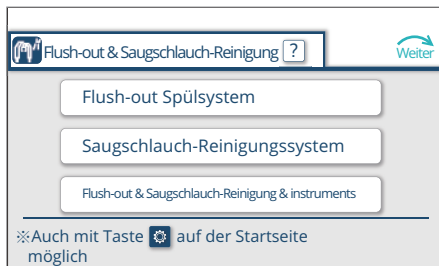 Flush-out & Saugschlauch-Reinigung ?
Weiter
Flush-out Spülsystem
Saugschlauch-Reinigungssystem
Flush-out & Saugschlauch-Reinigung & instruments
※Auch mit Taste auf der Startseite
möglich